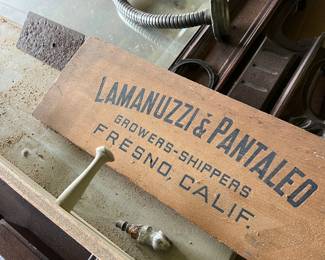 LAMANUZZI & PANTALEO
GROWERS-SHIPPERS
FRESNO, CALIF.